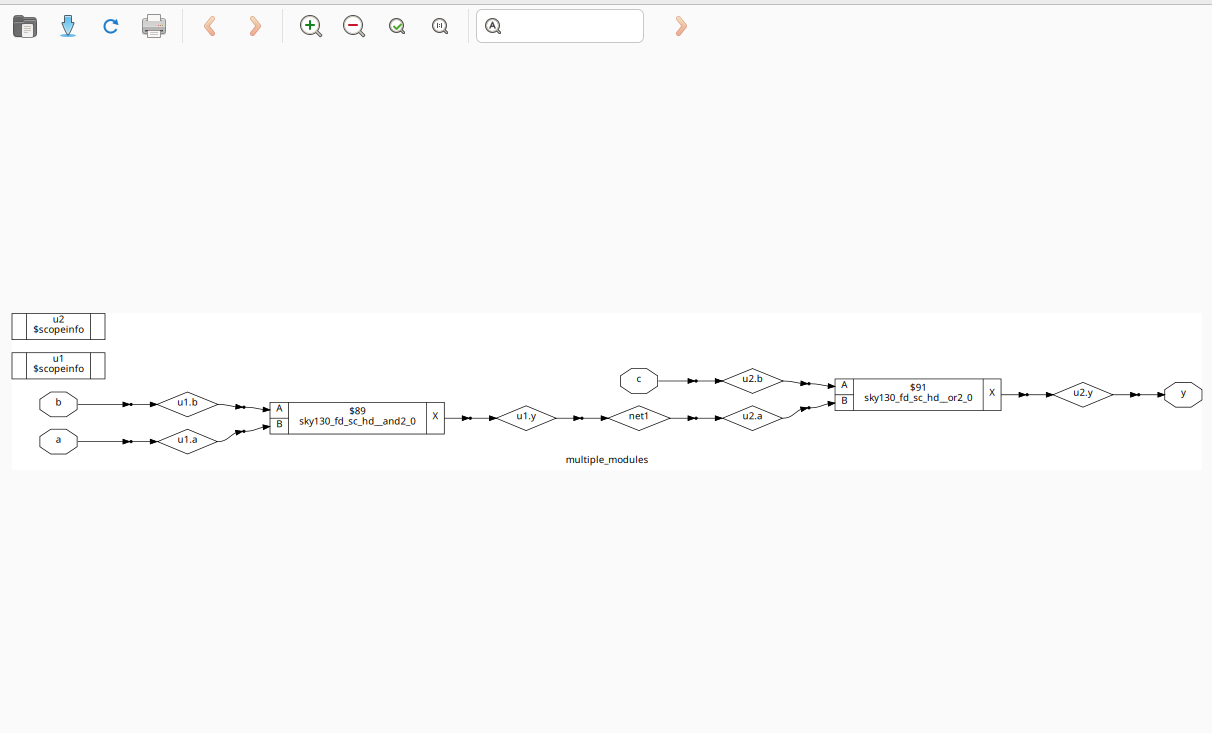 u2
$scopeinfo
u1
$scopeinfo
b
u1.b
a
u1.a
A
B
$89
sky130_fd_sc_hd__and2_0
X
u1.y
net1
c
u2.b
u2.a
A
B
$91
sky130_fd_sc_hd__or2_0
X
u2.y
y
multiple_modules